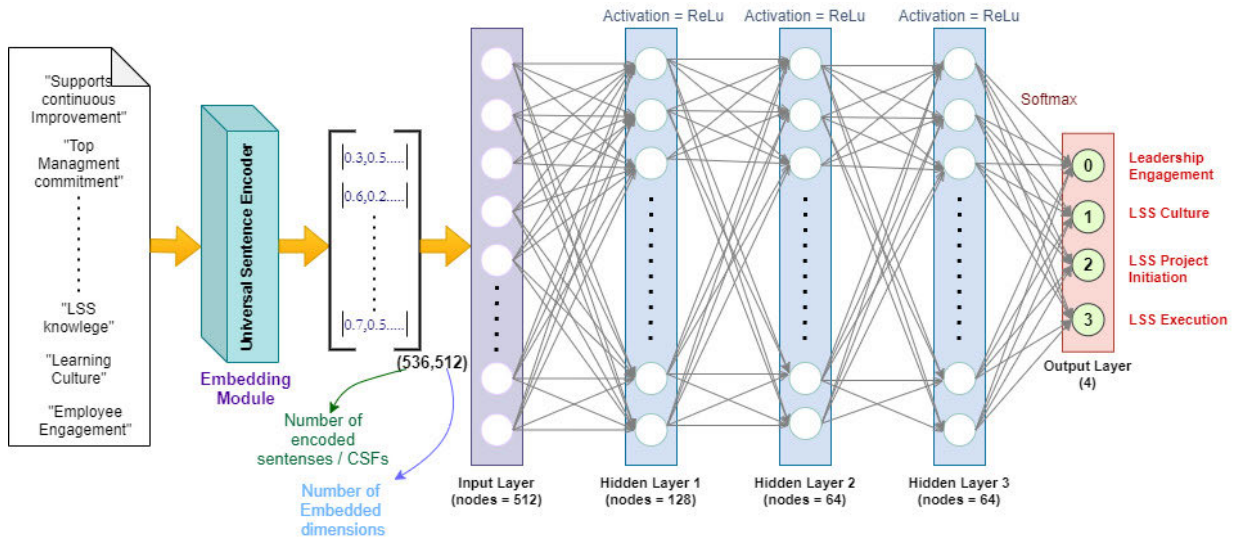 "Supports
continuous
Improvement"
"Top
Managment
commitment"
"LSS
knowlege"
"Learning
Culture"
"Employee
Engagement"
Universal Sentence Encoder
Embedding
Module
|0.3,0.5.....|
|0.6,0.2.....|
|0.7,0.5.....|
(536,512)
Number of
encoded
sentenses / CSFs
Number of
Embedded
dimensions
Input Layer
(nodes = 512)
Activation = ReLu
Hidden Layer 1
(nodes = 128)
Activation = ReLu
Hidden Layer 2
(nodes = 64)
Activation = ReLu
Hidden Layer 3
(nodes = 64)
Softmax
0
Leadership
Engagement
1
LSS Culture
2
LSS Project
Initiation
3
LSS Execution
Output Layer
(4)